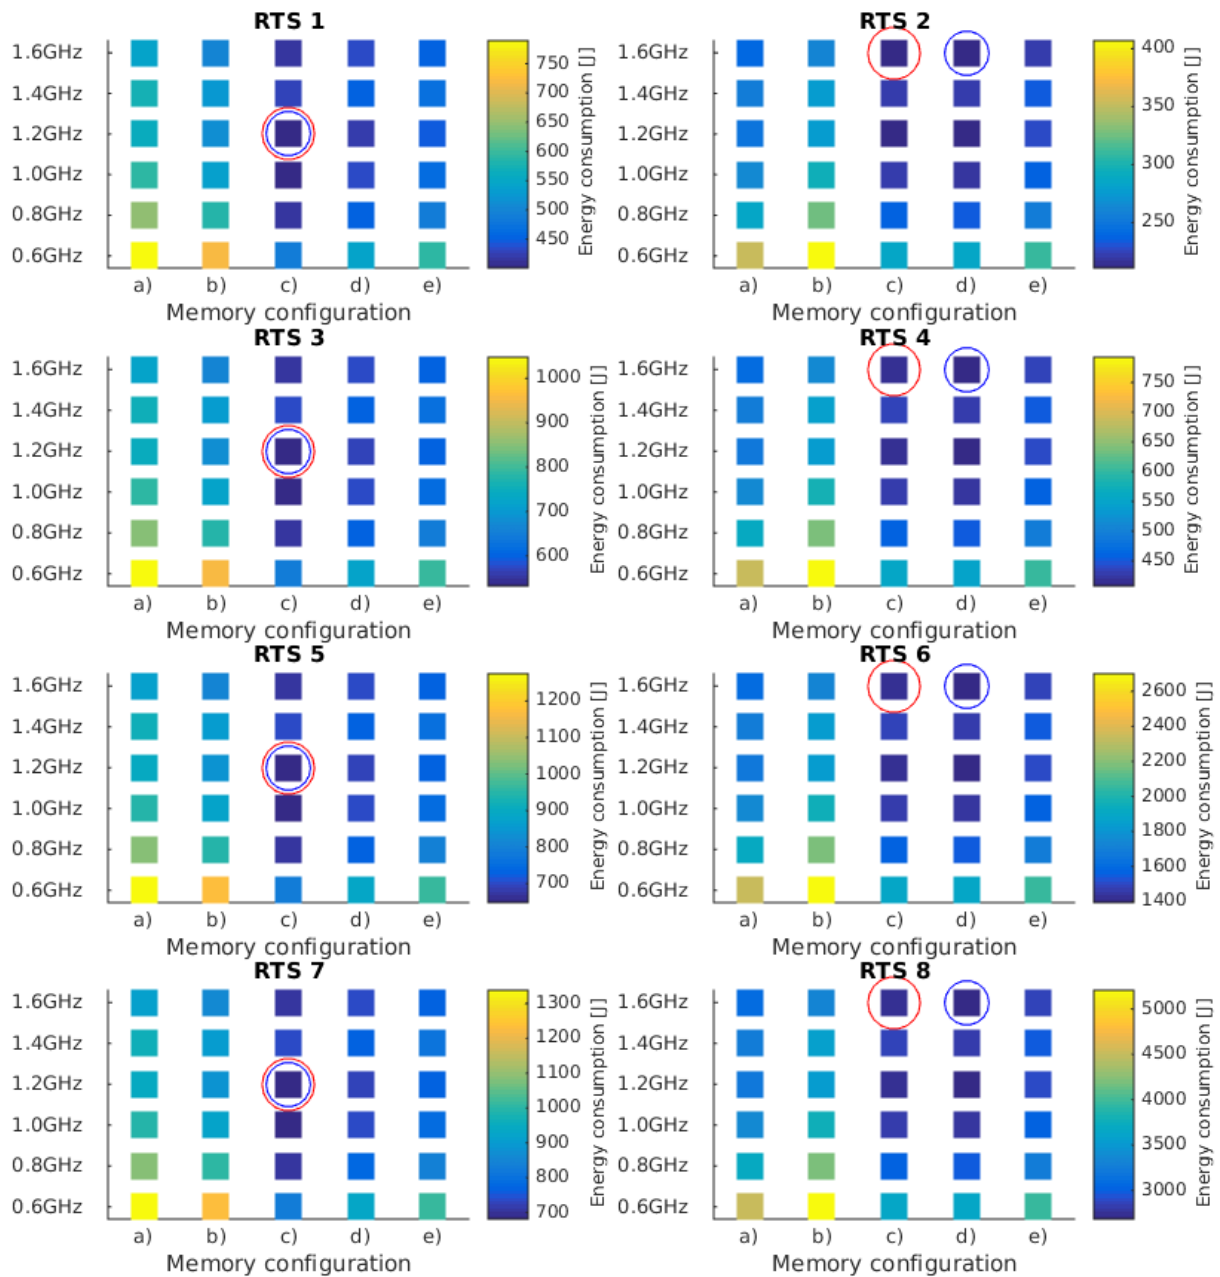 RTS 1
1.6GHz
1.4GHz
1.2GHz
1.0GHz
0.8GHz
0.6GHz
a) b) c) d) e)
Memory configuration
750
700
650
600
550
500
450
Energy consumption [J]
RTS 2
1.6GHz
1.4GHz
1.2GHz
1.0GHz
0.8GHz
0.6GHz
a) b) c) d) e)
Memory configuration
400
350
300
250
Energy consumption [J]
RTS 3
1.6GHz
1.4GHz
1.2GHz
1.0GHz
0.8GHz
0.6GHz
a) b) c) d) e)
Memory configuration
1000
900
800
700
600
Energy consumption [J]
RTS 4
1.6GHz
1.4GHz
1.2GHz
1.0GHz
0.8GHz
0.6GHz
a) b) c) d) e)
Memory configuration
750
700
650
600
550
500
450
Energy consumption [J]
RTS 5
1.6GHz
1.4GHz
1.2GHz
1.0GHz
0.8GHz
0.6GHz
a) b) c) d) e)
Memory configuration
1200
1100
1000
900
800
700
Energy consumption [J]
RTS 6
1.6GHz
1.4GHz
1.2GHz
1.0GHz
0.8GHz
0.6GHz
a) b) c) d) e)
Memory configuration
2600
2400
2200
2000
1800
1600
1400
Energy consumption [J]
RTS 7
1.6GHz
1.4GHz
1.2GHz
1.0GHz
0.8GHz
0.6GHz
a) b) c) d) e)
Memory configuration
1300
1200
1100
1000
900
800
700
Energy consumption [J]
RTS 8
1.6GHz
1.4GHz
1.2GHz
1.0GHz
0.8GHz
0.6GHz
a) b) c) d) e)
Memory configuration
5000
4500
4000
3500
3000
Energy consumption [J]